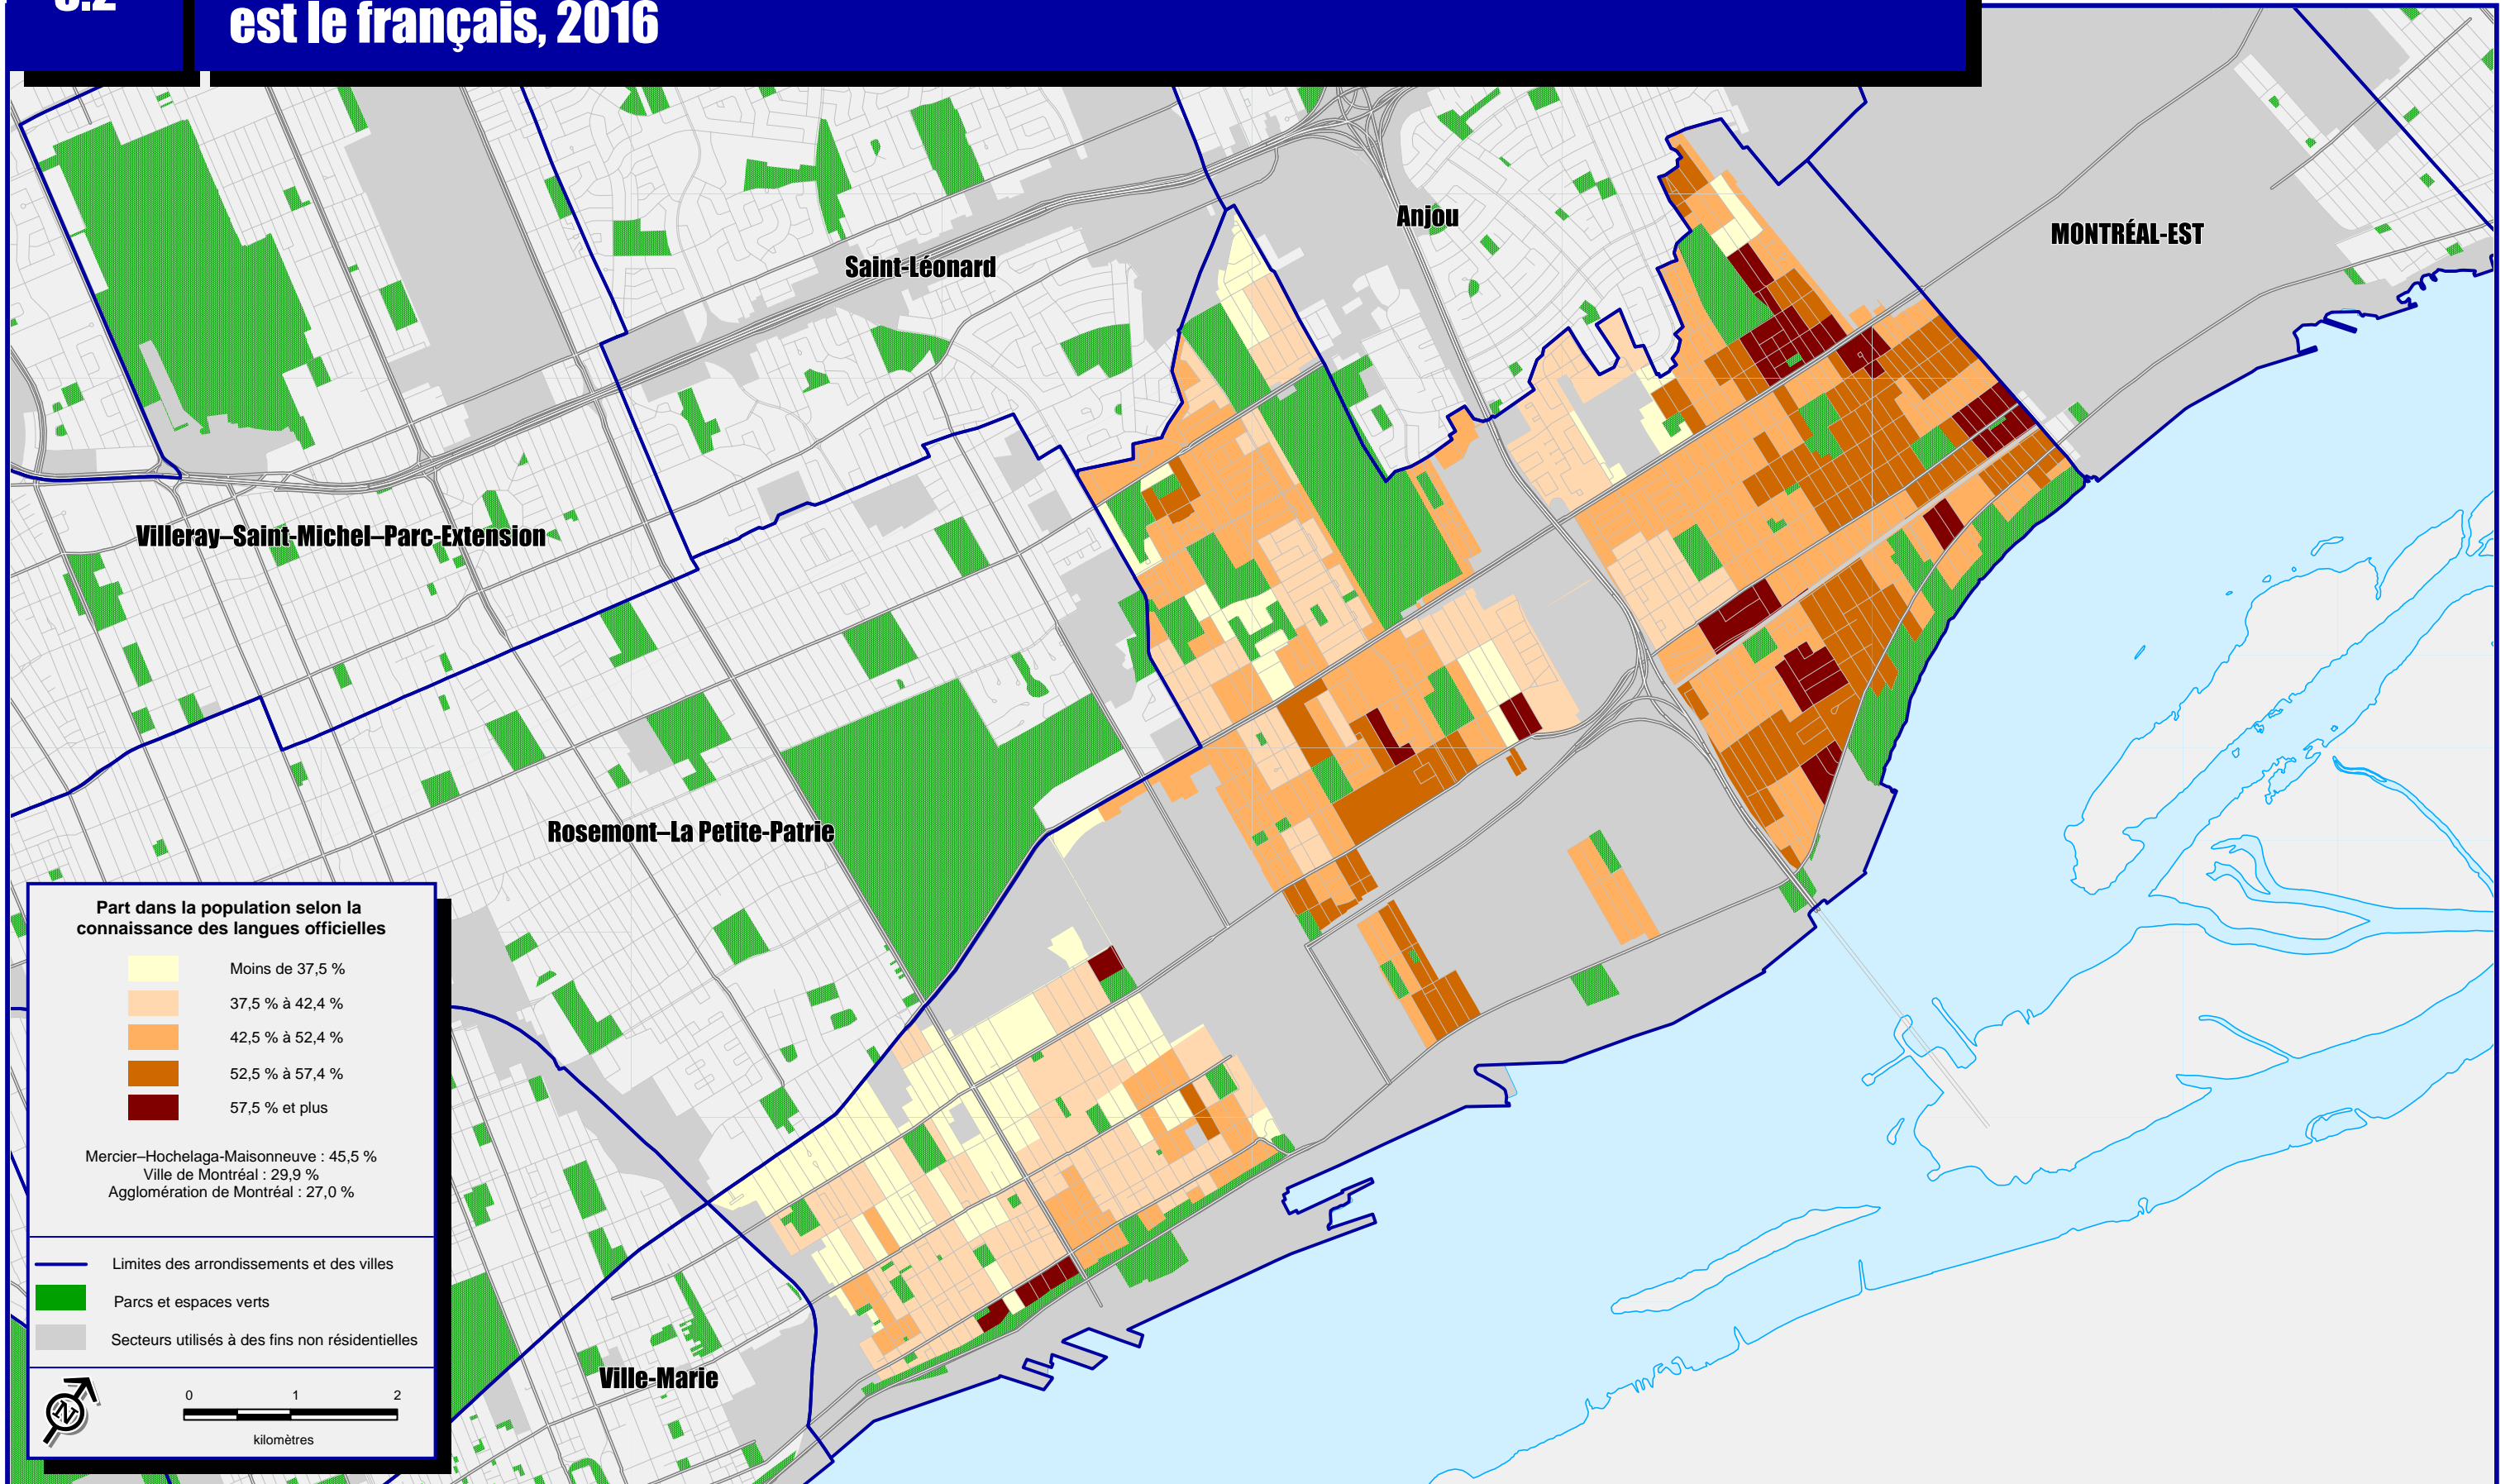 est le français, 2016
Anjou
MONTRÉAL-EST
Saint-Léonard
Villeray–Saint-Michel–Parc-Extension
Rosemont–La Petite-Patrie
Ville-Marie
Part dans la population selon la
connaissance des langues officielles
Moins de 37,5 %
37,5 % à 42,4 %
42,5 % à 52,4 %
52,5 % à 57,4 %
57,5 % et plus
Mercier–Hochelaga-Maisonneuve : 45,5 %
Ville de Montréal : 29,9 %
Agglomération de Montréal : 27,0 %
Limites des arrondissements et des villes
Parcs et espaces verts
Secteurs utilisés à des fins non résidentielles
N
0 1 2
kilomètres